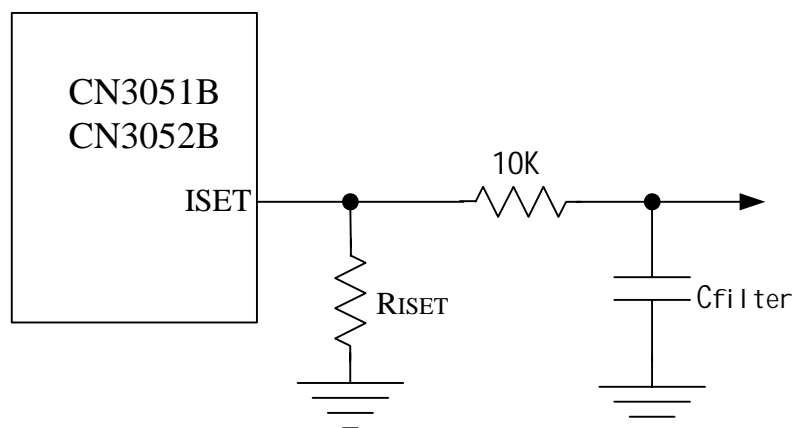 CN3051B
CN3052B
ISET
10K
RISET
Cfilter